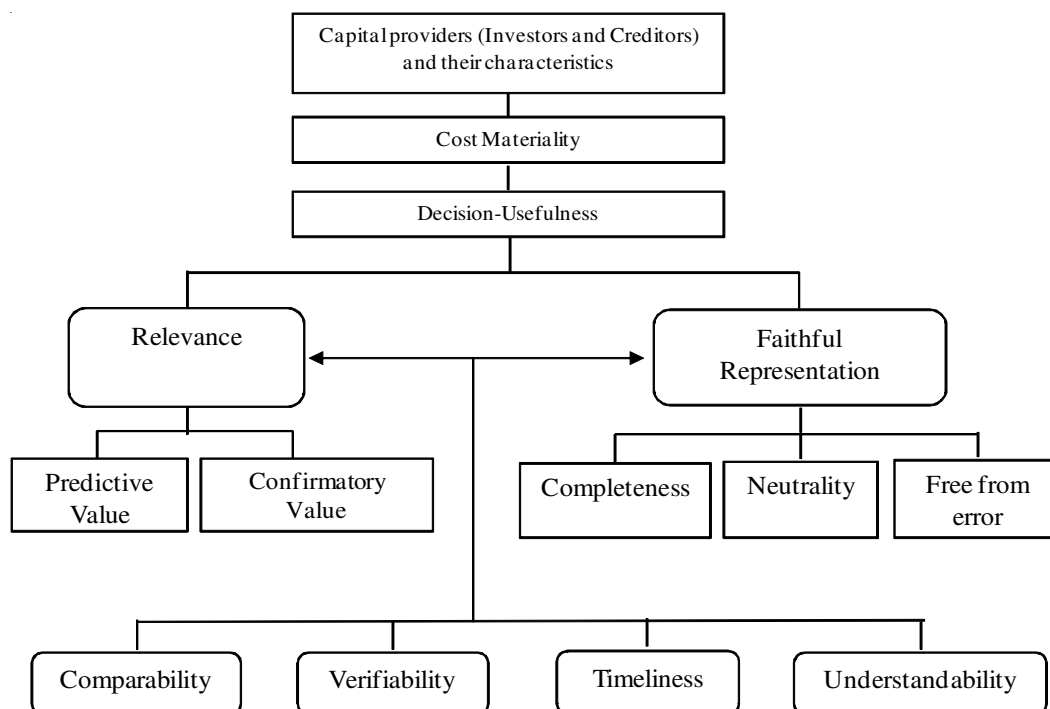 Capital providers (Investors and Creditors)
and their characteristics
Cost Materiality
Decision-Usefulness
Relevance
Faithful
Representation
Predictive
Value
Confirmatory
Value
Completeness
Neutrality
Free from
error
Comparability
Verifiability
Timeliness
Understandability